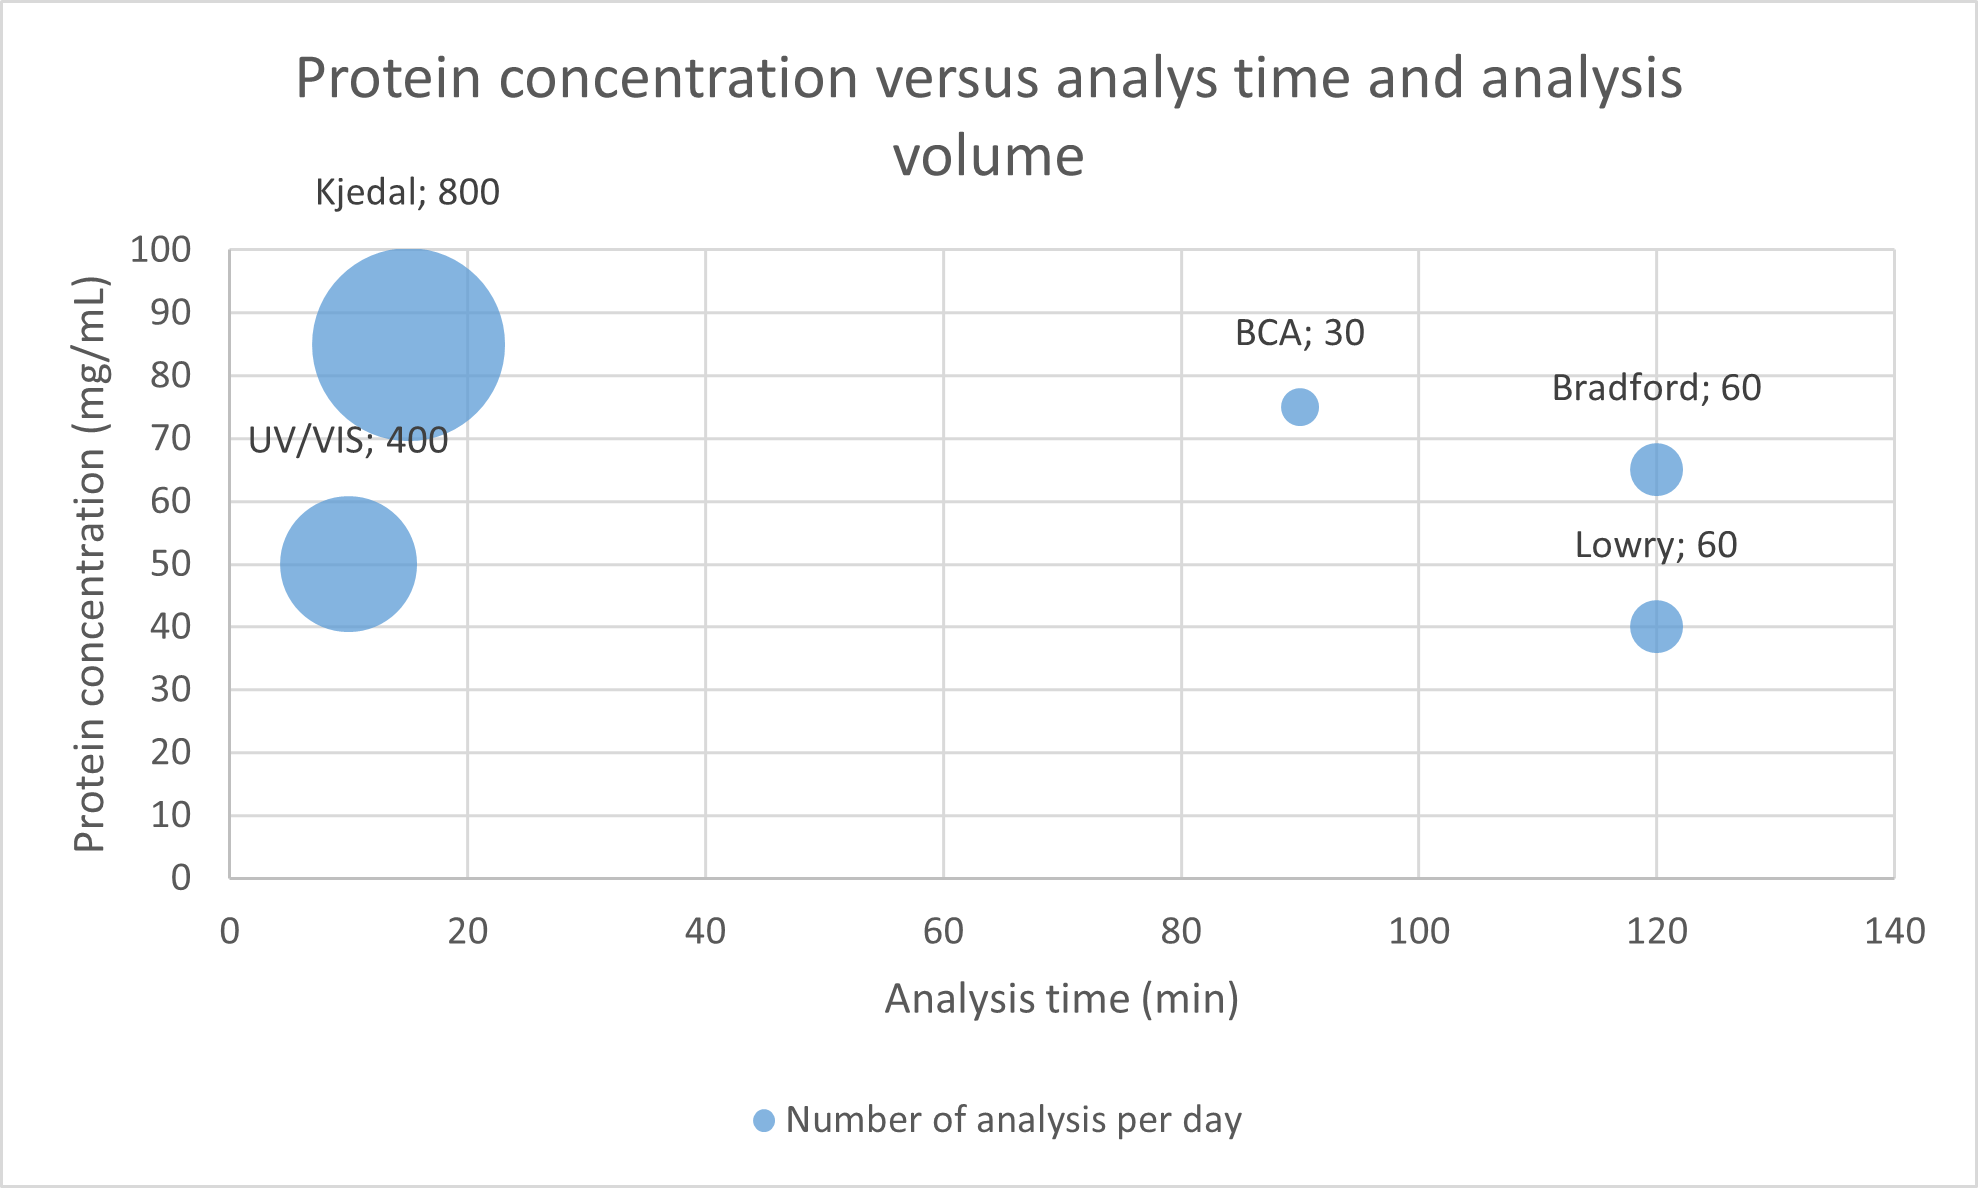 Protein concentration versus analys time and analysis
volume
Kjedal; 800
UV/VIS; 400
BCA; 30
Bradford; 60
Lowry; 60
Protein concentration (mg/mL)
100
90
80
70
60
50
40
30
20
10
0
0 20 40 60 80 100 120 140
Analysis time (min)
Number of analysis per day